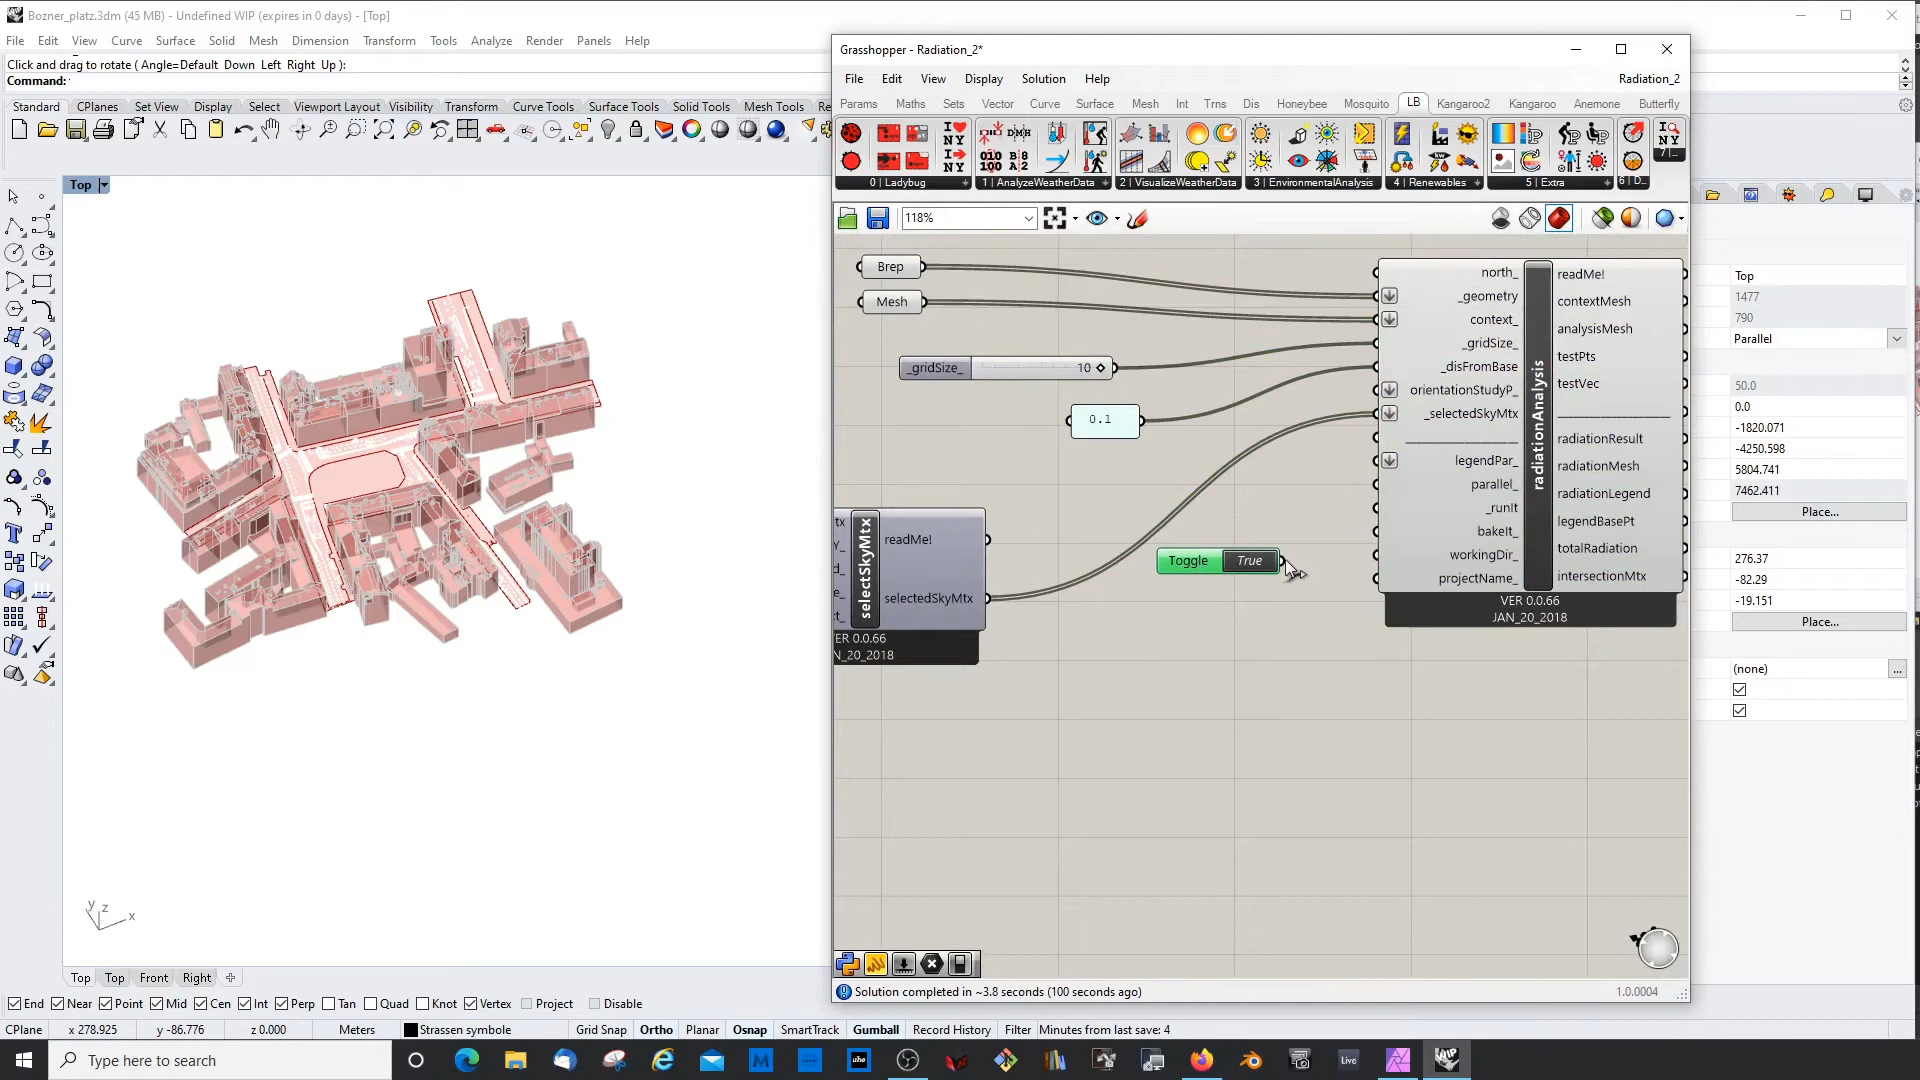 Bozner_platz.3dm (45 MB) - Undefined WIP (expires in 0 days) - [Top]
File Edit View Curve Surface Solid Mesh Dimension Transform Tools Analyze Render Panels Help
Click and drag to rotate ( Angle=Default Down Left Right Up ):
Command:
Standard CPlanes Set View Display Select Viewport Layout Visibility Transform Curve Tools Surface Tools Solid Tools Mesh Tools Re
Top
Grasshopper - Radiation_2*
File Edit View Display Solution Help
Radiation_2
Params Maths Sets Vector Curve Surface Mesh Int Trns Dis Honeybee Mosquito LB Kangaroo2 Kangaroo Anemone Butterfly
0 | Ladybug
1 | AnalyzeWeatherData
2 | VisualizeWeatherData
3 | EnvironmentalAnalysis
4 | Renewables
5 | Extra
6 | D...
7 | ...
118%
Brep
Mesh
_gridSize_ 10
0.1
readMe!
selectedSkyMtx
selectSkyMtx
VER 0.0.66
N_20_2018
Toggle True
north_
_geometry
context_
_gridSize_
_disFromBase
orientationStudyP_
_selectedSkyMtx
legendPar_
parallel_
_runIt
bakeIt_
workingDir_
projectName_
radiationAnalysis
readMe!
contextMesh
analysisMesh
testPts
testVec
radiationResult
radiationMesh
radiationLegend
legendBasePt
totalRadiation
intersectionMtx
VER 0.0.66
JAN_20_2018
Solution completed in ~3.8 seconds (100 seconds ago)
1.0.0004
Top
1477
790
Parallel
50.0
0.0
-1820.071
-4250.598
5804.741
7462.411
Place...
276.37
-82.29
-19.151
Place...
(none)
...
y z x
Top Top Front Right
End Near Point Mid Cen Int Perp Tan Quad Knot Vertex Project Disable
CPlane x 278.925 y -86.776 z 0.000 Meters Strassen symbole Grid Snap Ortho Planar Osnap SmartTrack Gumball Record History Filter Minutes from last save: 4
Type here to search
Live